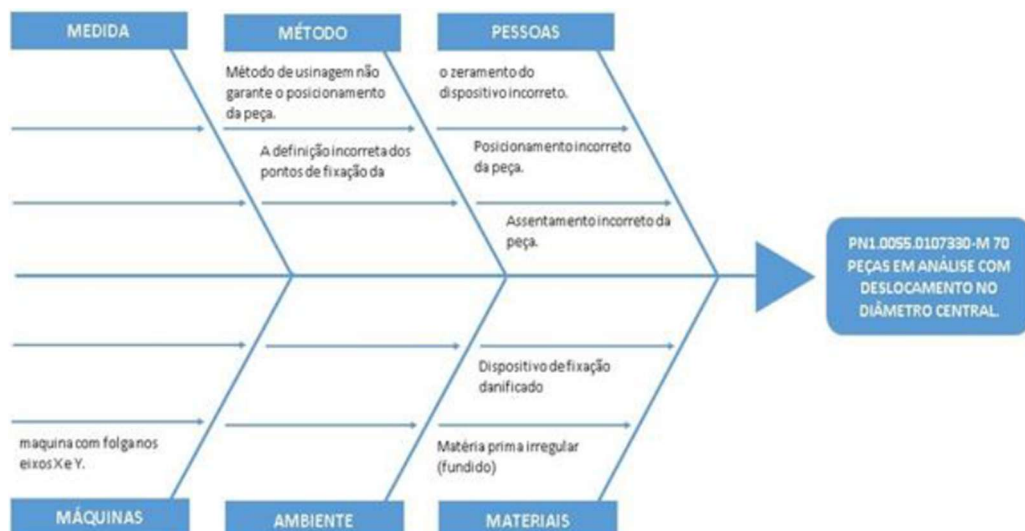 MEDIDA
MÉTODO
PESSOAS
Método de usinagem não
garante o posicionamento
da peça.
A definição incorreta dos
pontos de fixação da
o zeramento do
dispositivo incorreto.
Posicionamento incorreto
da peça.
Assentamento incorreto da
peça.
PN1.0055.0107330-M 70
PEÇAS EM ANÁLISE COM
DESLOCAMENTO NO
DIÂMETRO CENTRAL.
maquina com folga nos
eixos X e Y.
Dispositivo de fixação
danificado
Matéria prima irregular
(fundido)
MÁQUINAS
AMBIENTE
MATERIAIS